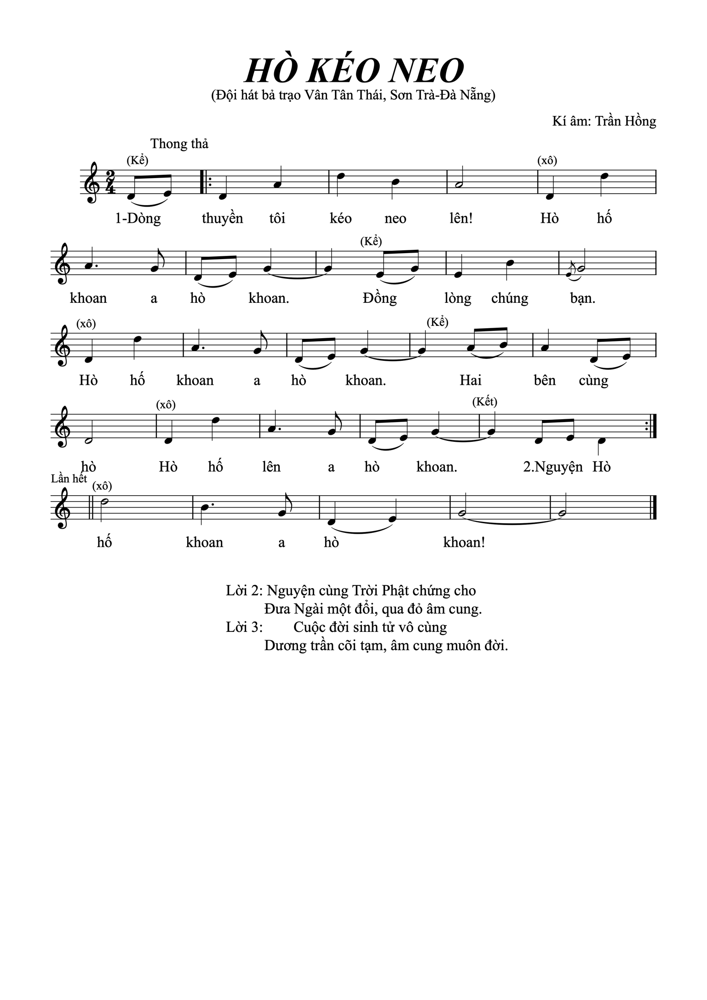 HÒ KÉO NEO
(Đội hát bả trạo Vân Tân Thái, Sơn Trà-Đà Nẵng)
Kí âm: Trần Hồng
Thong thả
(Kể) (xô)
2
4
1-Dòng thuyền tôi kéo neo lên! Hò hố
(Kể)
khoan a hò khoan. Đồng lòng chúng bạn.
(xô) (Kể)
Hò hố khoan a hò khoan. Hai bên cùng
(xô) (Kết)
hò Hò hố lên a hò khoan. 2.Nguyện Hò
Lần hết
(xô)
hố khoan a hò khoan!
Lời 2: Nguyện cùng Trời Phật chứng cho
Đưa Ngài một đổi, qua đỏ âm cung.
Lời 3: Cuộc đời sinh tử vô cùng
Dương trần cõi tạm, âm cung muôn đời.